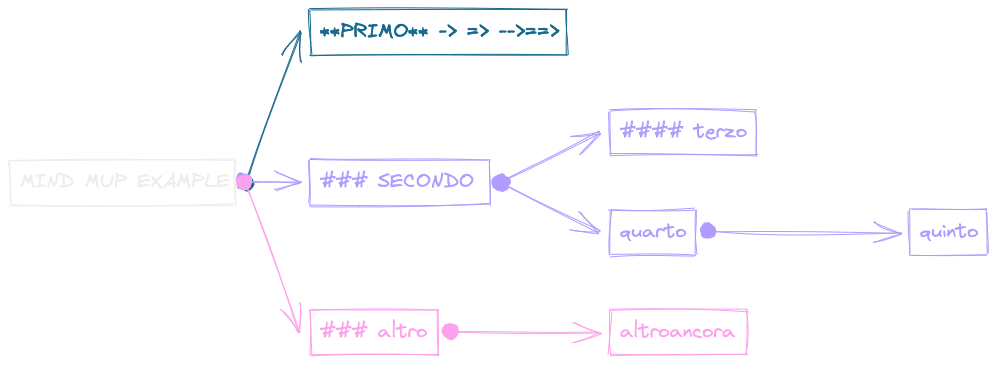 **PRIMO** -> => -->==>
#### terzo
MIND MUP EXAMPLE
### SECONDO
quarto
quinto
### altro
altroancora